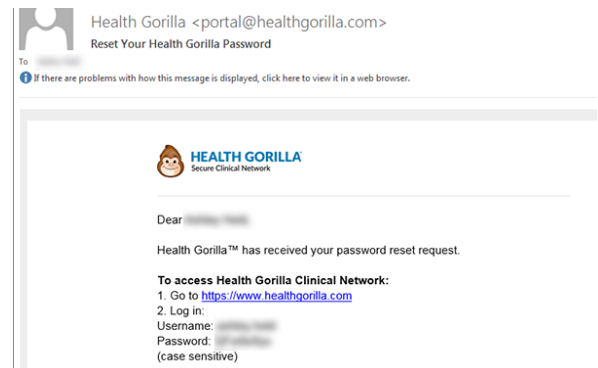 Health Gorilla <portal@healthgorilla.com>
Reset Your Health Gorilla Password
To
If there are problems with how this message is displayed, click here to view it in a web browser.
HEALTH GORILLA
Secure Clinical Network
Dear
Health Gorilla™ has received your password reset request.
To access Health Gorilla Clinical Network:
1. Go to https://www.healthgorilla.com
2. Log in:
Username:
Password:
(case sensitive)